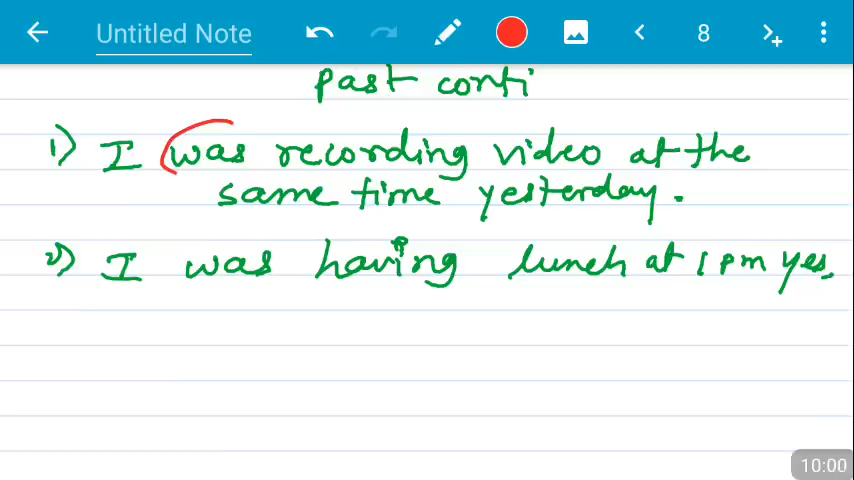 Untitled Note
8
past conti
1) I was recording video at the
same time yesterday.
2) I was having lunch at 1 pm yes.
10:00